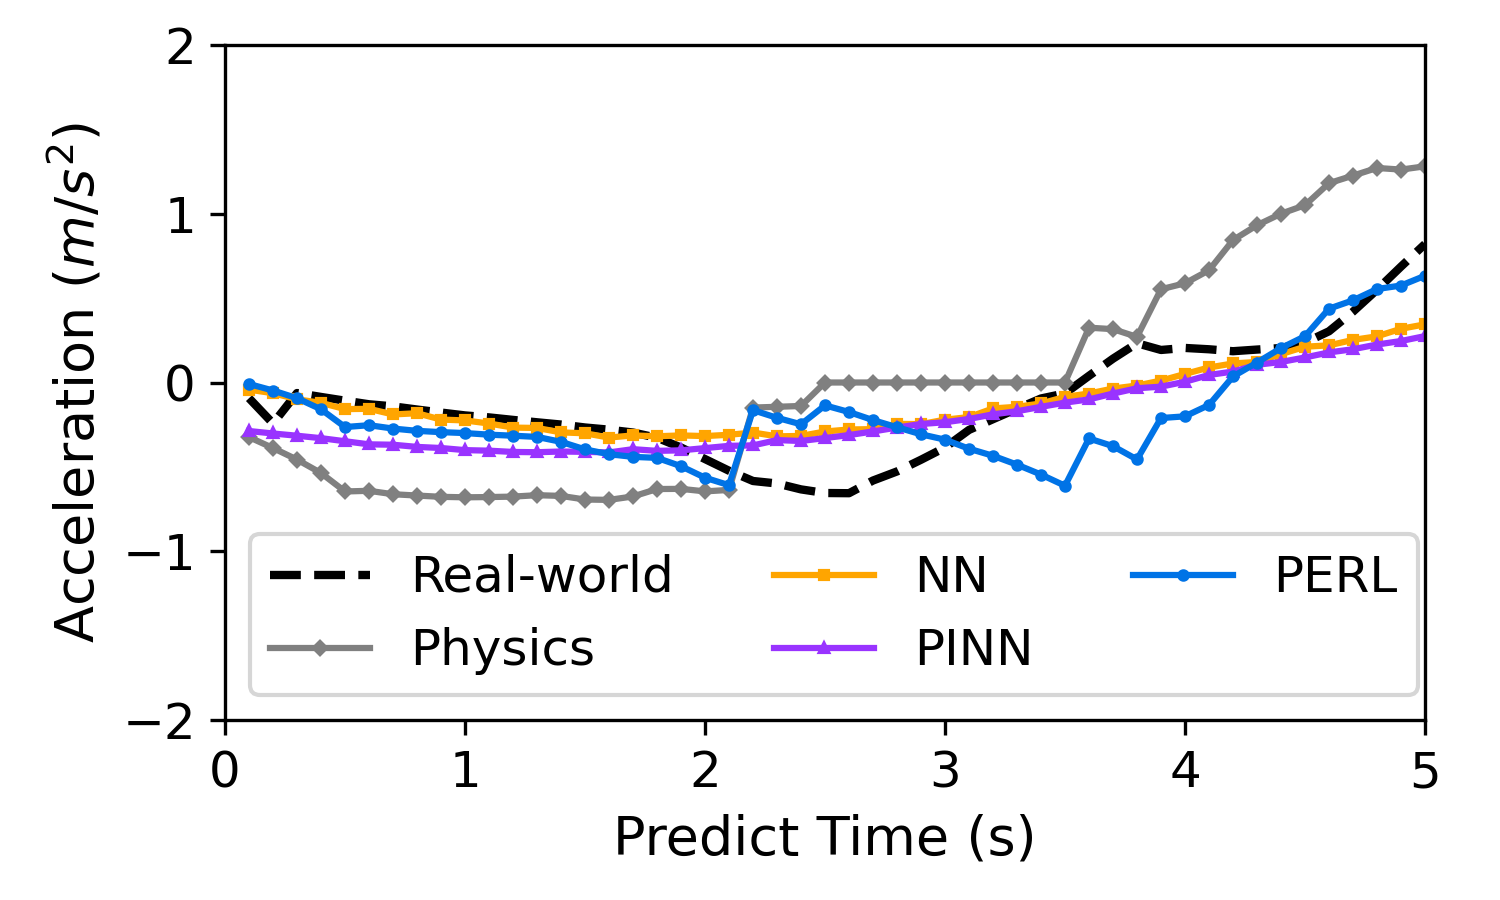 2
1
0
−1
−2
Acceleration (m/s²)
Real-world
NN
PERL
Physics
PINN
0 1 2 3 4 5
Predict Time (s)